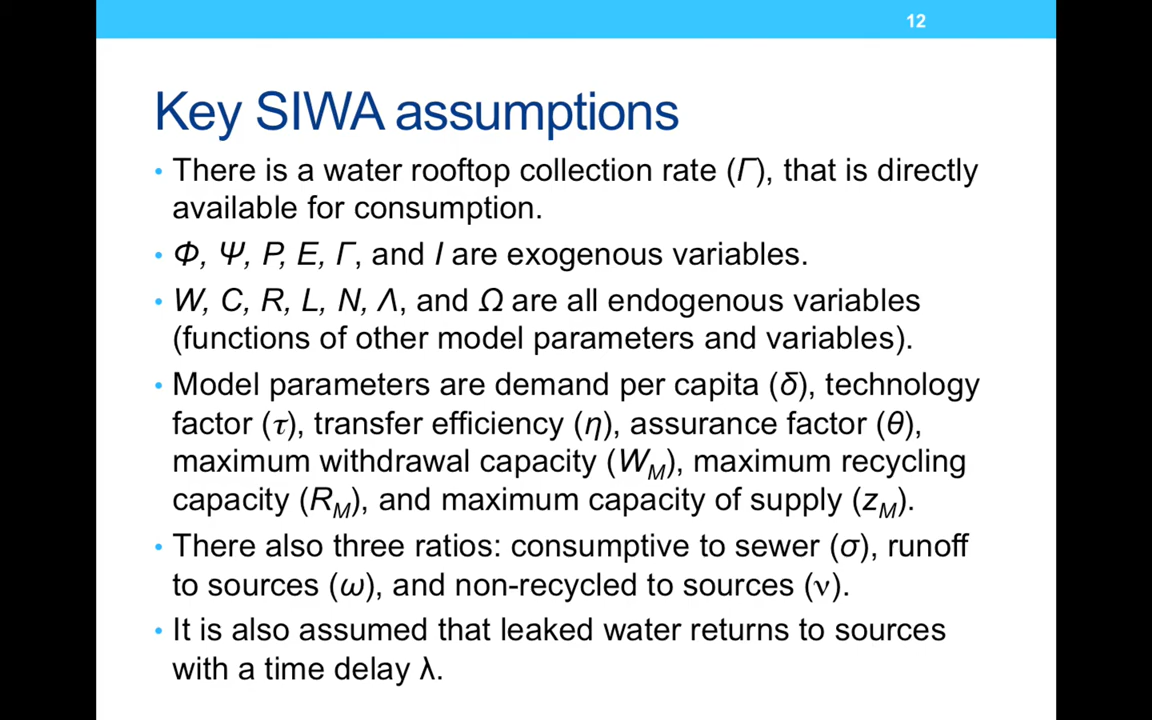 12
Key SIWA assumptions
• There is a water rooftop collection rate (Γ), that is directly
available for consumption.
• Φ, Ψ, P, E, Γ, and I are exogenous variables.
• W, C, R, L, N, Λ, and Ω are all endogenous variables
(functions of other model parameters and variables).
• Model parameters are demand per capita (δ), technology
factor (τ), transfer efficiency (η), assurance factor (θ),
maximum withdrawal capacity (W_M), maximum recycling
capacity (R_M), and maximum capacity of supply (z_M).
• There also three ratios: consumptive to sewer (σ), runoff
to sources (ω), and non-recycled to sources (ν).
• It is also assumed that leaked water returns to sources
with a time delay λ.